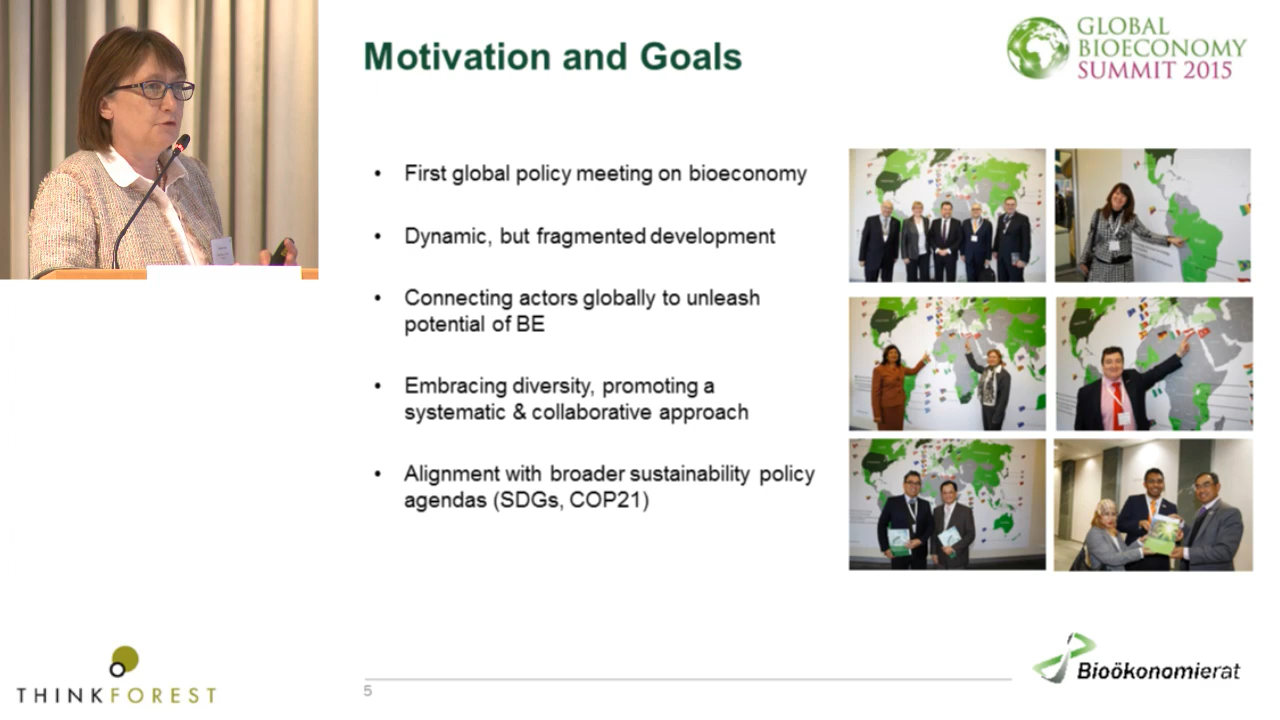 Motivation and Goals
GLOBAL
BIOECONOMY
SUMMIT 2015
• First global policy meeting on bioeconomy
• Dynamic, but fragmented development
• Connecting actors globally to unleash
potential of BE
• Embracing diversity, promoting a
systematic & collaborative approach
• Alignment with broader sustainability policy
agendas (SDGs, COP21)
THINKFOREST
5
Bioökonomierat